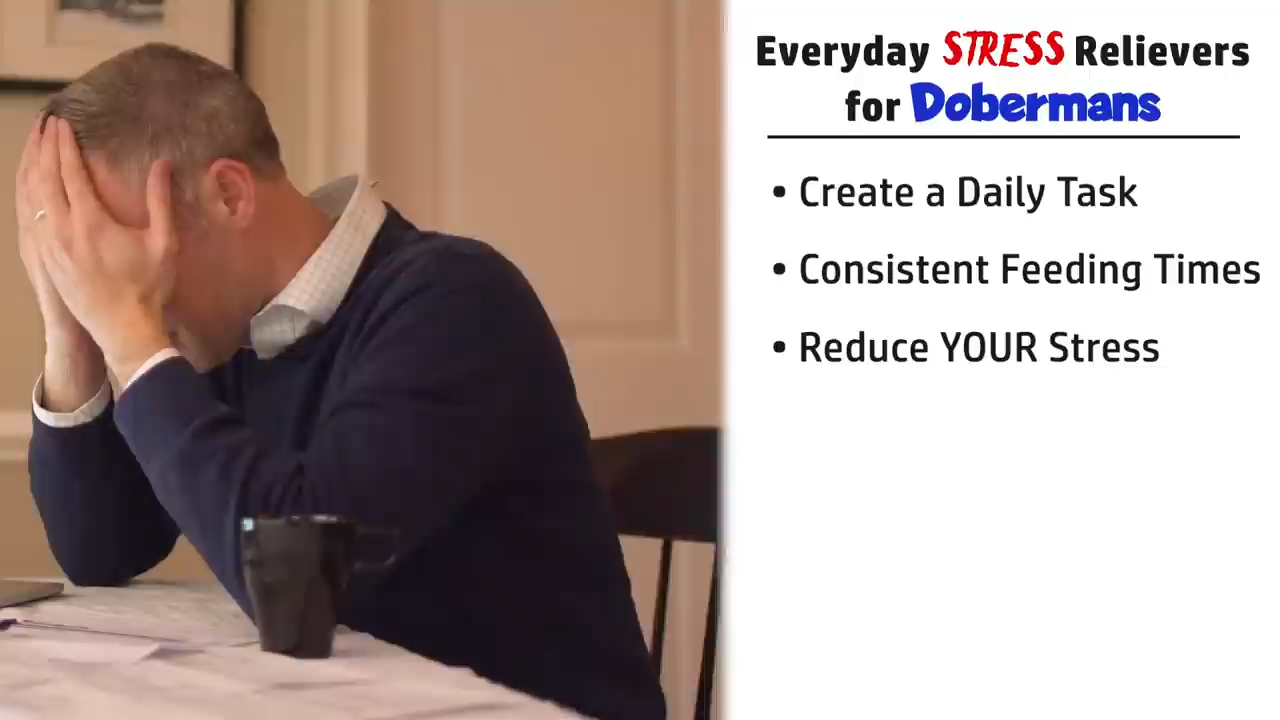 Everyday STRESS Relievers
for Dobermans
• Create a Daily Task
• Consistent Feeding Times
• Reduce YOUR Stress